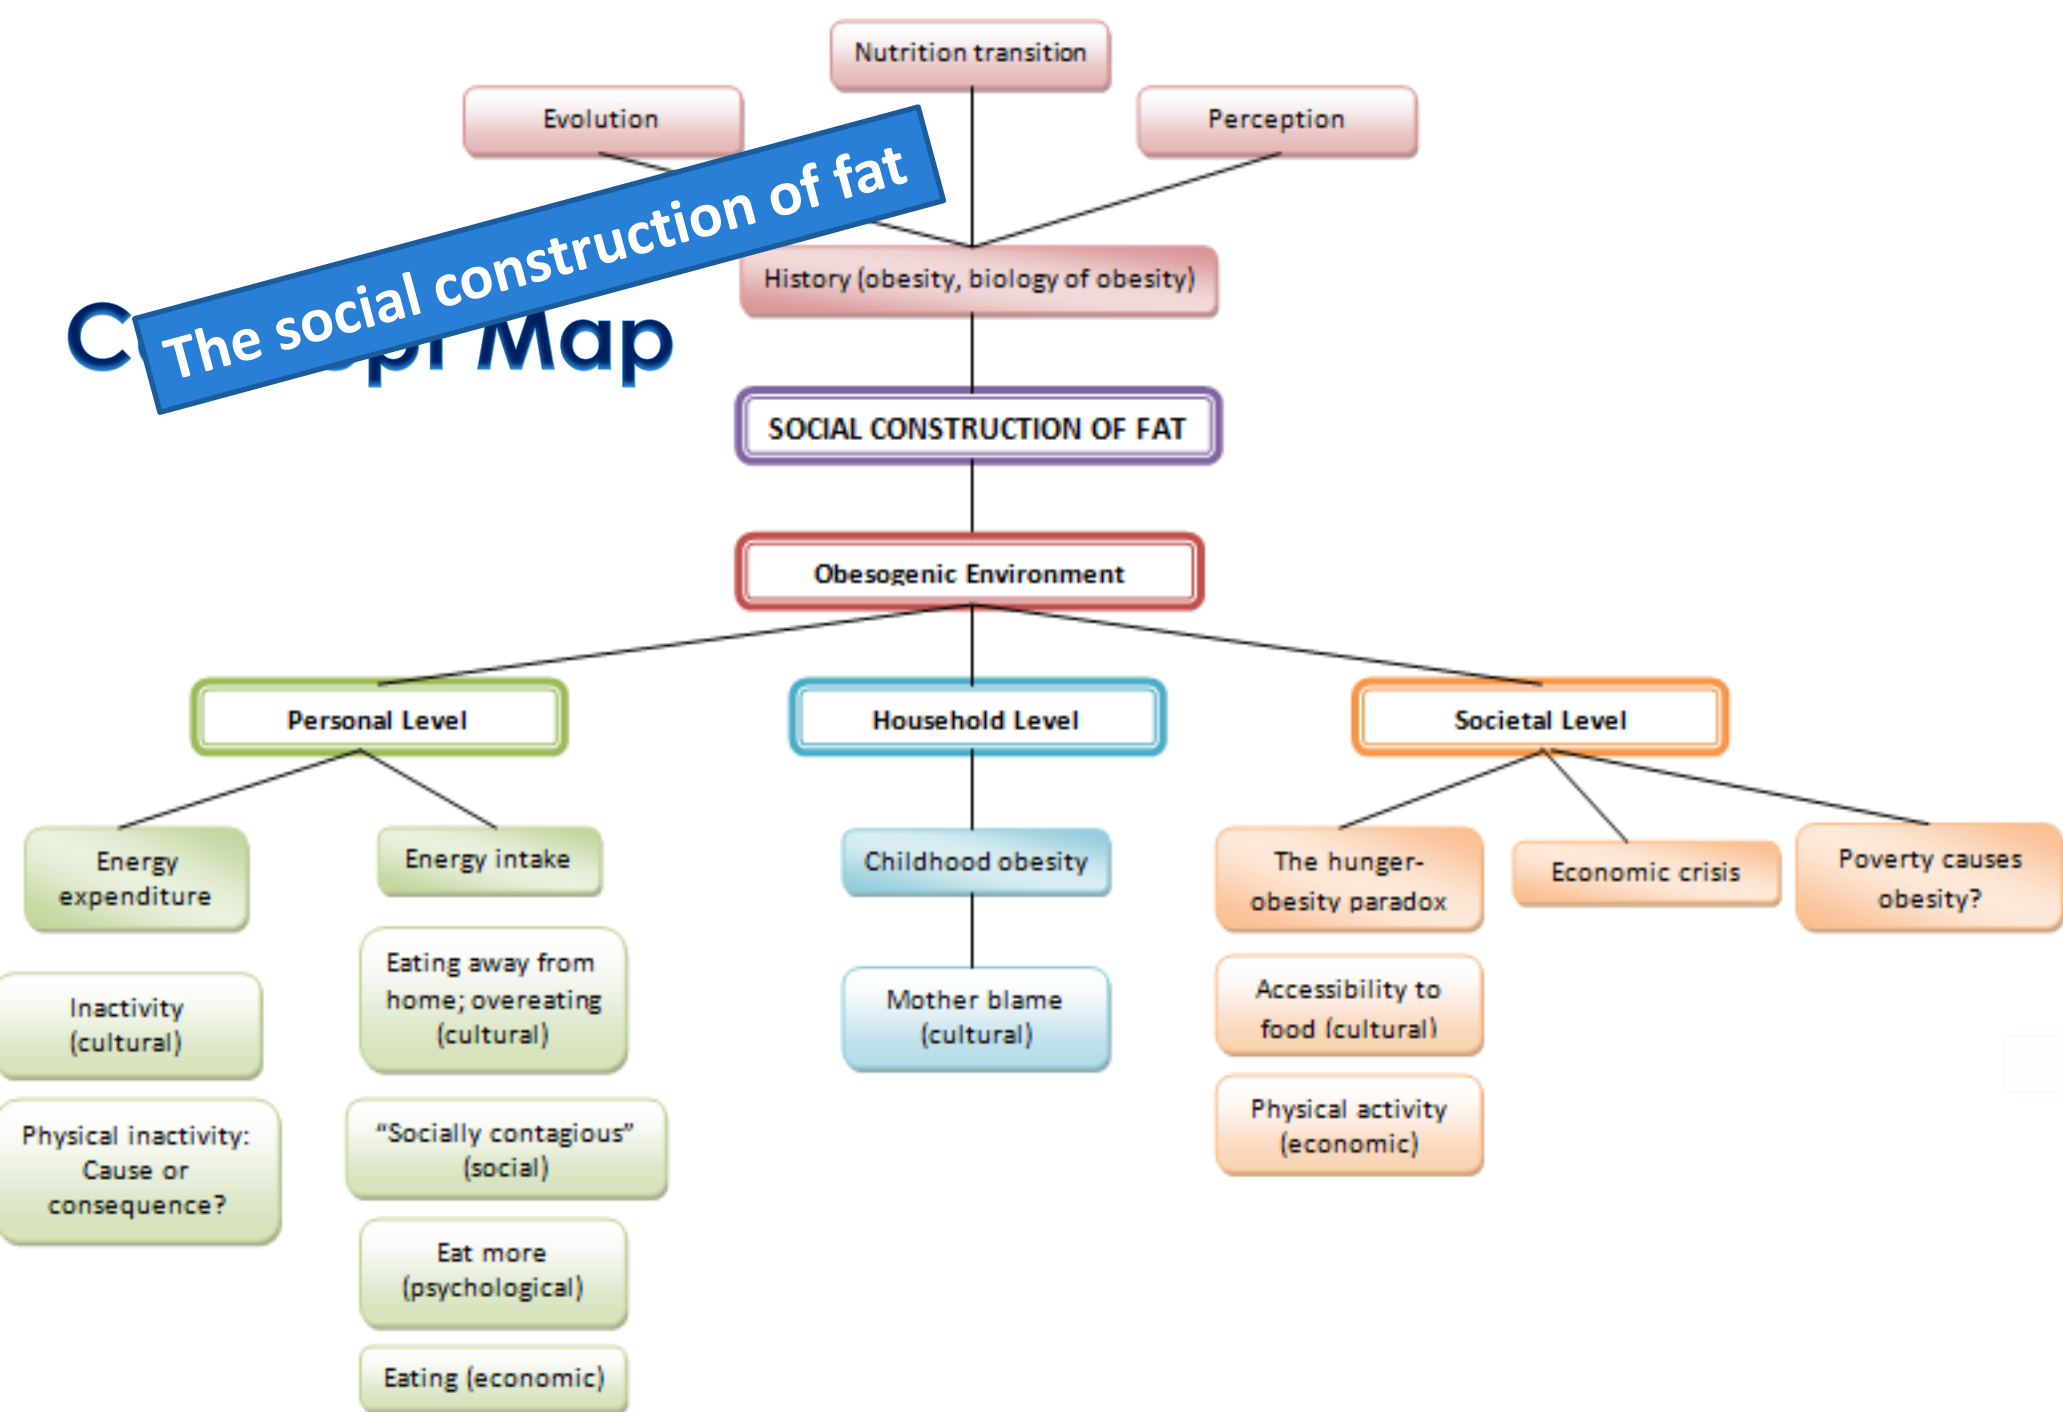 Nutrition transition
Evolution
Perception
The social construction of fat
History (obesity, biology of obesity)
Map
SOCIAL CONSTRUCTION OF FAT
Obesogenic Environment
Personal Level
Household Level
Societal Level
Energy
expenditure
Energy intake
Childhood obesity
The hunger-
obesity paradox
Economic crisis
Poverty causes
obesity?
Inactivity
(cultural)
Physical inactivity:
Cause or
consequence?
Eating away from
home; overeating
(cultural)
“Socially contagious”
(social)
Eat more
(psychological)
Eating (economic)
Mother blame
(cultural)
Accessibility to
food (cultural)
Physical activity
(economic)